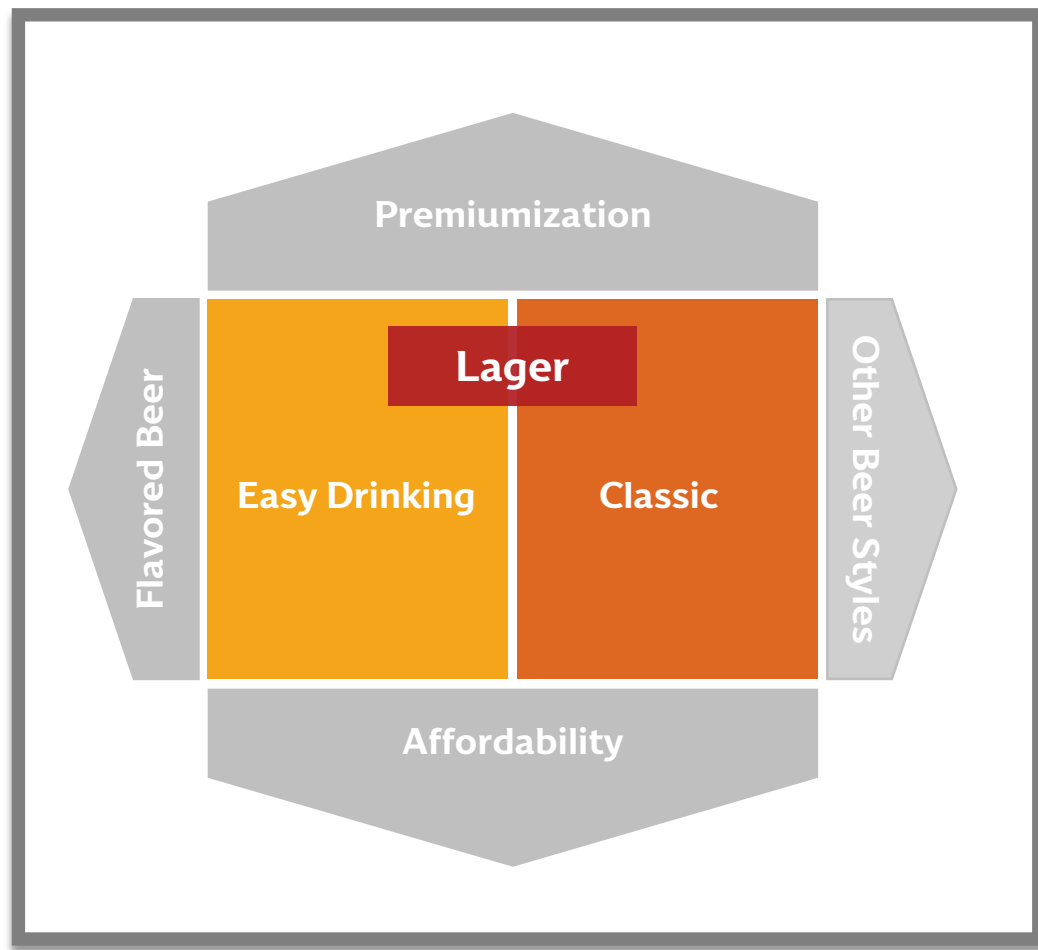 Premiumization
Lager
Flavored Beer
Easy Drinking
Classic
Other Beer Styles
Affordability